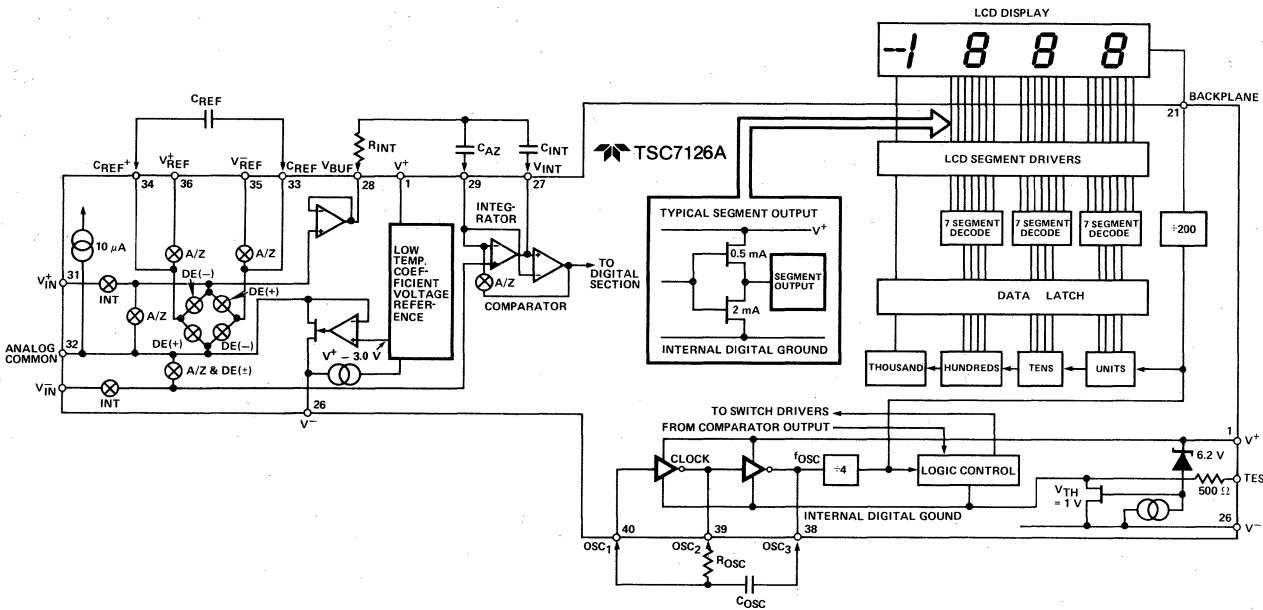 LCD DISPLAY
-1 8 8 8
BACKPLANE
21
CREF
RINT
CAZ
CINT
TSC7126A
LCD SEGMENT DRIVERS
CREF+
V+REF
V-REF
CREF-
VBUF
V+
VINT
34
36
35
33
28
1
29
27
INTEG-
RATOR
TYPICAL SEGMENT OUTPUT
V+
0.5 mA
SEGMENT
OUTPUT
2 mA
INTERNAL DIGITAL GROUND
7 SEGMENT
DECODE
7 SEGMENT
DECODE
7 SEGMENT
DECODE
÷200
10 µA
A/Z
A/Z
LOW
TEMP.
COEF-
FICIENT
VOLTAGE
REFER-
ENCE
TO
DIGITAL
SECTION
A/Z
COMPARATOR
DATA LATCH
V+IN
31
INT
DE(-)
DE(+)
A/Z
DE(+)
DE(-)
ANALOG
COMMON
32
A/Z & DE(±)
V+ - 3.0 V
V-IN
INT
26
V-
THOUSAND
HUNDREDS
TENS
UNITS
TO SWITCH DRIVERS
FROM COMPARATOR OUTPUT
CLOCK
fOSC
÷4
LOGIC CONTROL
1
V+
6.2 V
TES
500 Ω
VTH
= 1 V
INTERNAL DIGITAL GOUND
26
V-
40
39
38
OSC1
OSC2
OSC3
ROSC
COSC